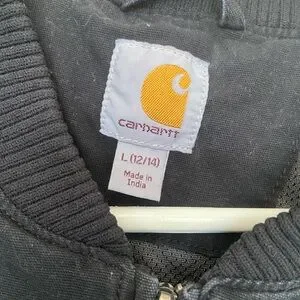 carhartt
L (12/14)
Made in
India